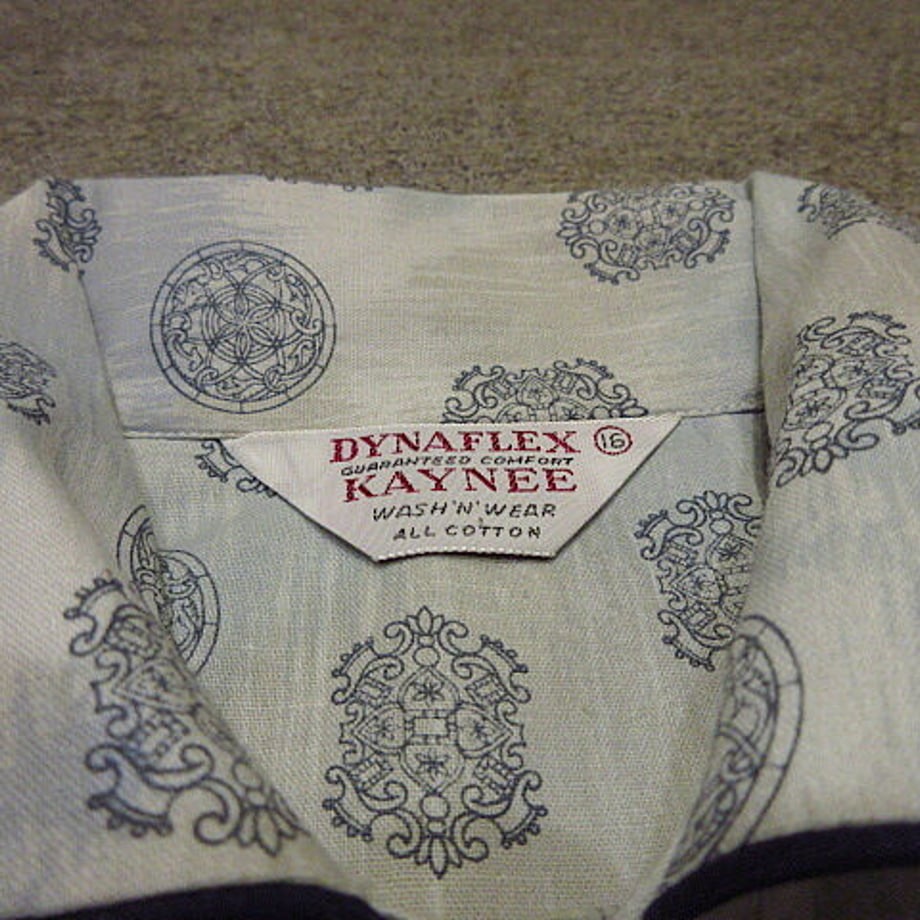 DYNAFLEX 16
GUARANTEED COMFORT
KAYNEE
WASH 'N' WEAR
ALL COTTON